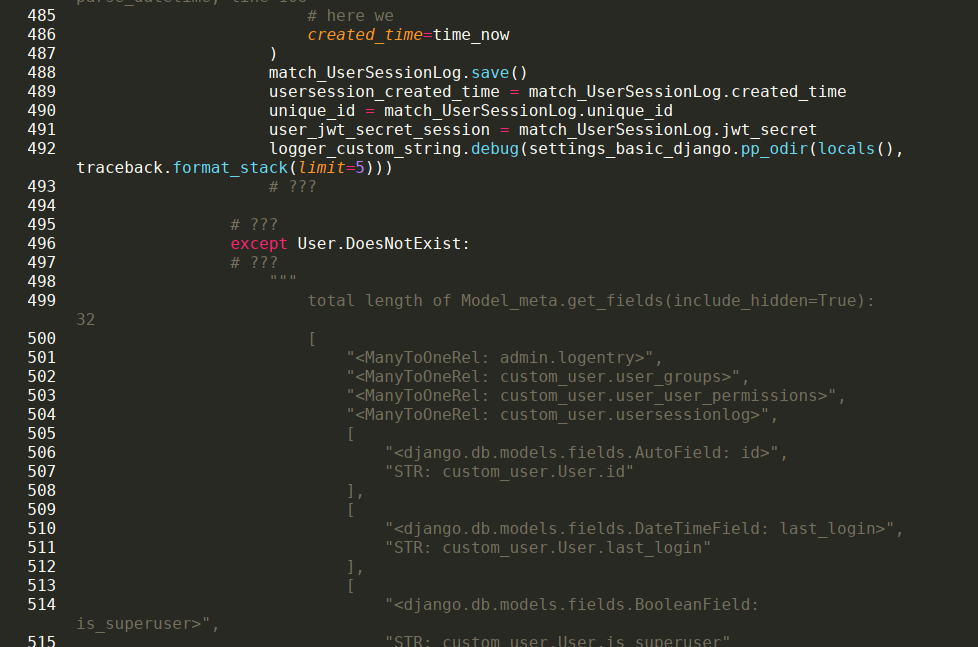 485 # here we
486 created_time=time_now
487 )
488 match_UserSessionLog.save()
489 usersession_created_time = match_UserSessionLog.created_time
490 unique_id = match_UserSessionLog.unique_id
491 user_jwt_secret_session = match_UserSessionLog.jwt_secret
492 logger_custom_string.debug(settings_basic_django.pp_odir(locals(),
traceback.format_stack(limit=5)))
493 # ???
494
495 # ???
496 except User.DoesNotExist:
497 # ???
498 """
499 total length of Model_meta.get_fields(include_hidden=True):
32
500 [
501 "<ManyToOneRel: admin.logentry>",
502 "<ManyToOneRel: custom_user.user_groups>",
503 "<ManyToOneRel: custom_user.user_user_permissions>",
504 "<ManyToOneRel: custom_user.usersessionlog>",
505 [
506 "<django.db.models.fields.AutoField: id>",
507 "STR: custom_user.User.id"
508 ],
509 [
510 "<django.db.models.fields.DateTimeField: last_login>",
511 "STR: custom_user.User.last_login"
512 ],
513 [
514 "<django.db.models.fields.BooleanField:
is_superuser>",
515 "STR: custom_user.User.is_superuser"